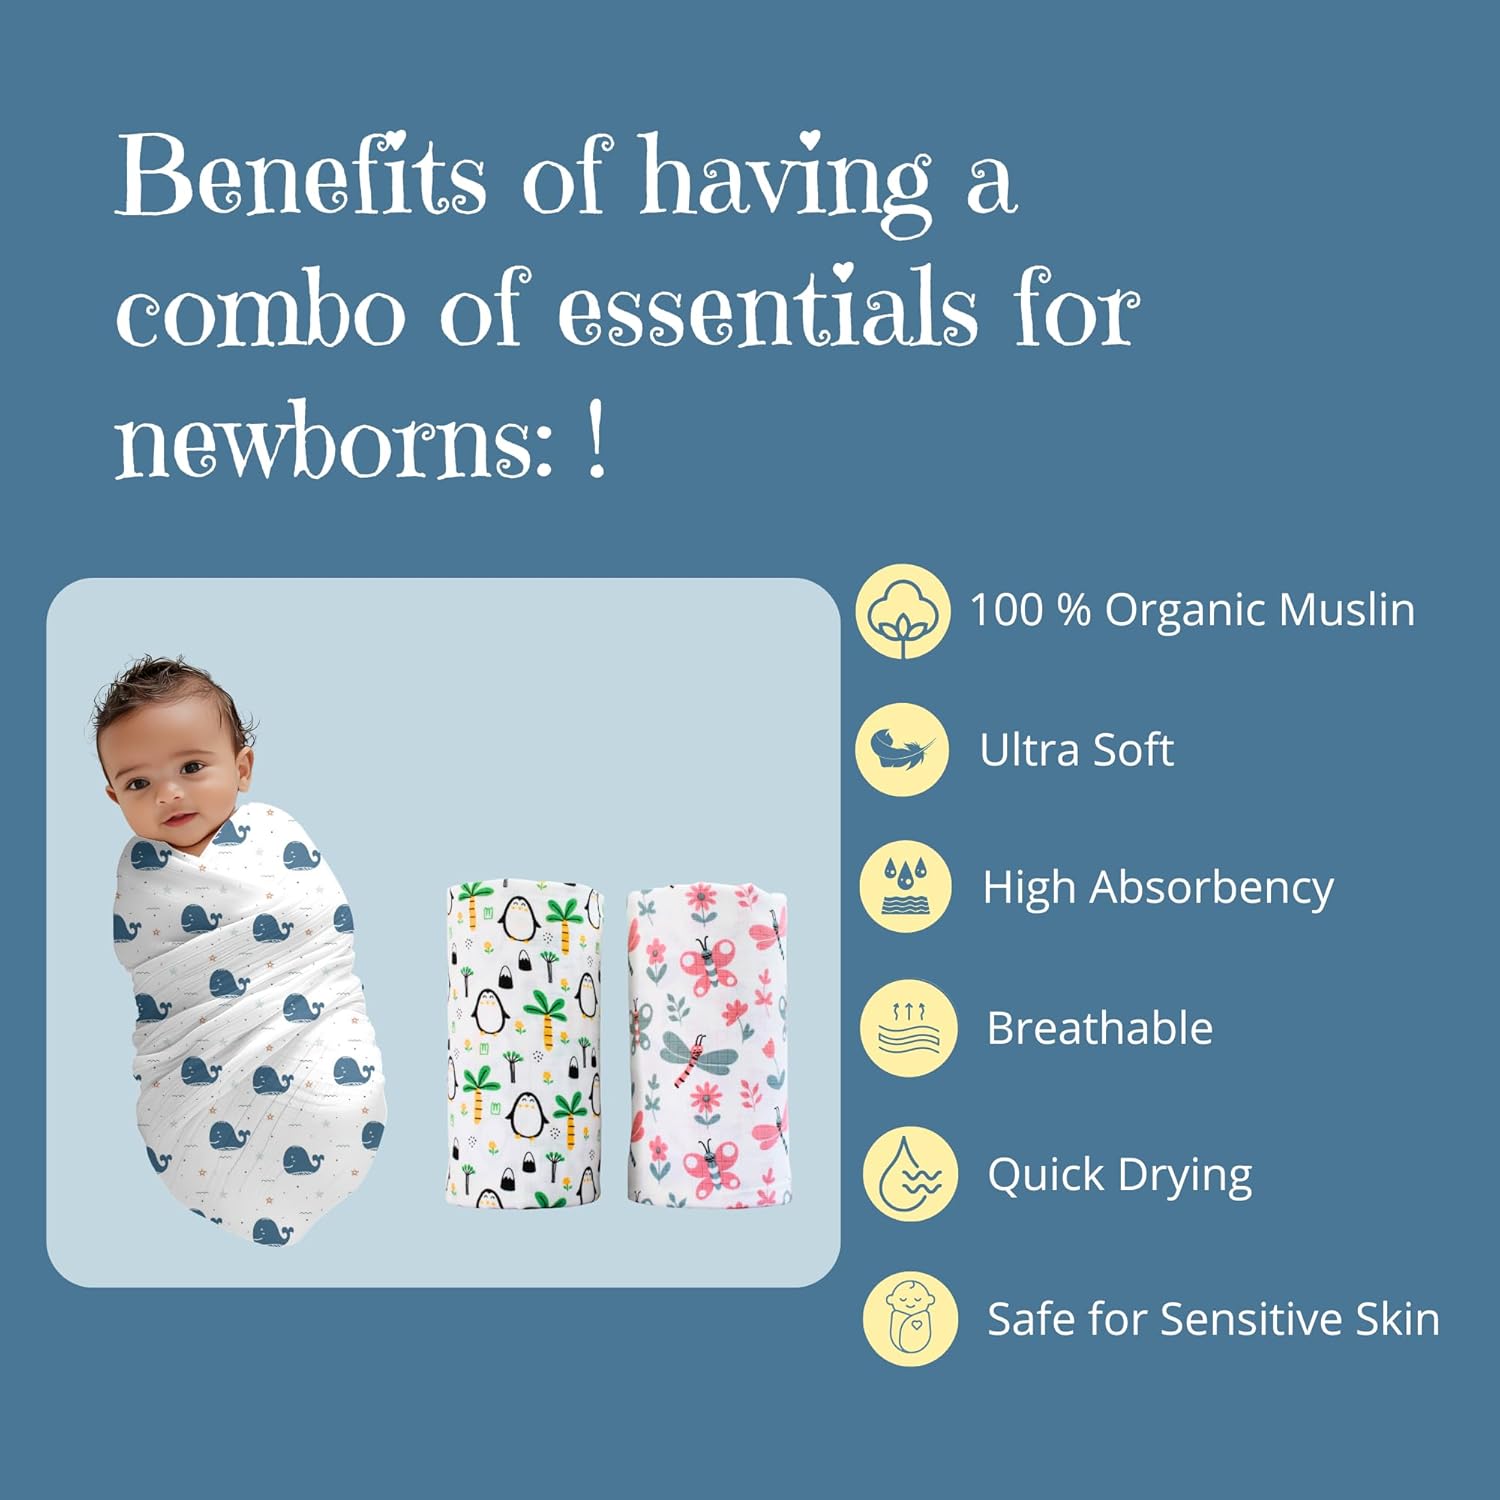 Benefits of having a
combo of essentials for
newborns: !
100 % Organic Muslin
Ultra Soft
High Absorbency
Breathable
Quick Drying
Safe for Sensitive Skin